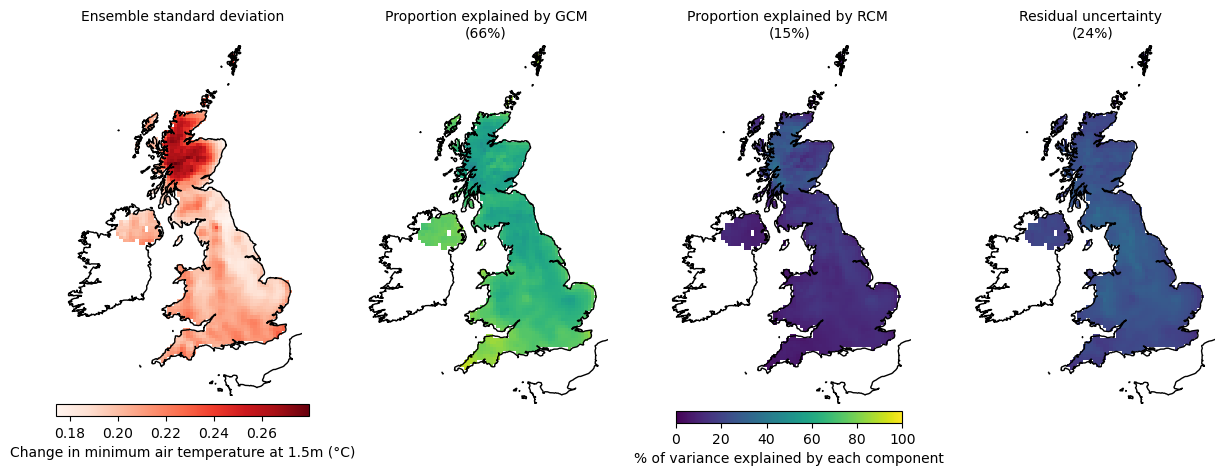 Ensemble standard deviation
Proportion explained by GCM
(66%)
Proportion explained by RCM
(15%)
Residual uncertainty
(24%)
0.18 0.20 0.22 0.24 0.26
Change in minimum air temperature at 1.5m (°C)
0 20 40 60 80 100
% of variance explained by each component